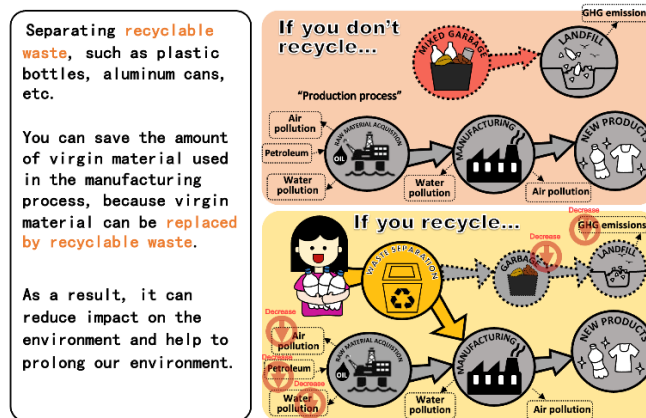 Separating recyclable
waste, such as plastic
bottles, aluminum cans,
etc.
You can save the amount
of virgin material used
in the manufacturing
process, because virgin
material can be replaced
by recyclable waste.
As a result, it can
reduce impact on the
environment and help to
prolong our environment.
If you don't
recycle...
MIXED GARBAGE
LANDFILL
GHG emissions
"Production process"
Air
pollution
Petroleum
Water
pollution
RAW MATERIAL ACQUISTION
OIL
MANUFACTURING
Water
pollution
Air pollution
NEW PRODUCTS
If you recycle...
WASTE SEPARATION
Decrease
GARBAGE
Decrease
GHG emissions
LANDFILL
Decrease
Air
pollution
Decrease
Petroleum
Decrease
Water
pollution
RAW MATERIAL ACQUISTION
OIL
MANUFACTURING
Water
pollution
Air pollution
NEW PRODUCTS